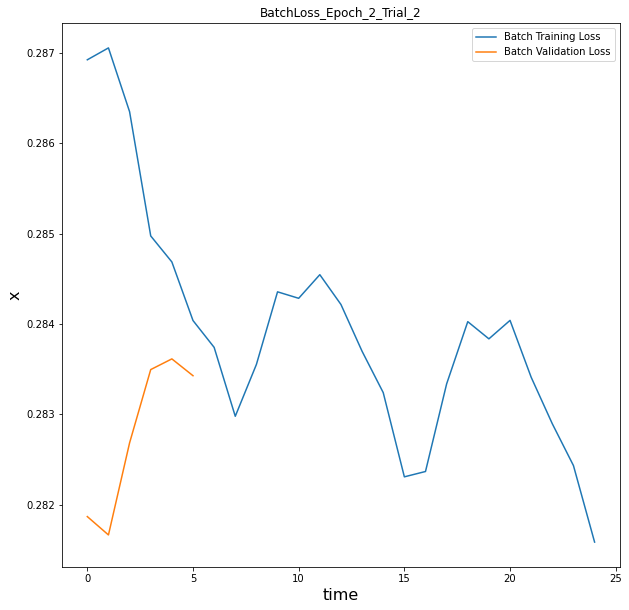 BatchLoss_Epoch_2_Trial_2
Batch Training Loss
Batch Validation Loss
0.287
0.286
0.285
0.284
0.283
0.282
x
0 5 10 15 20 25
time